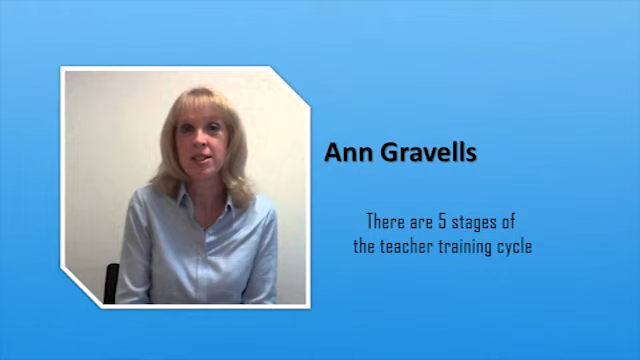 Ann Gravells
There are 5 stages of
the teacher training cycle